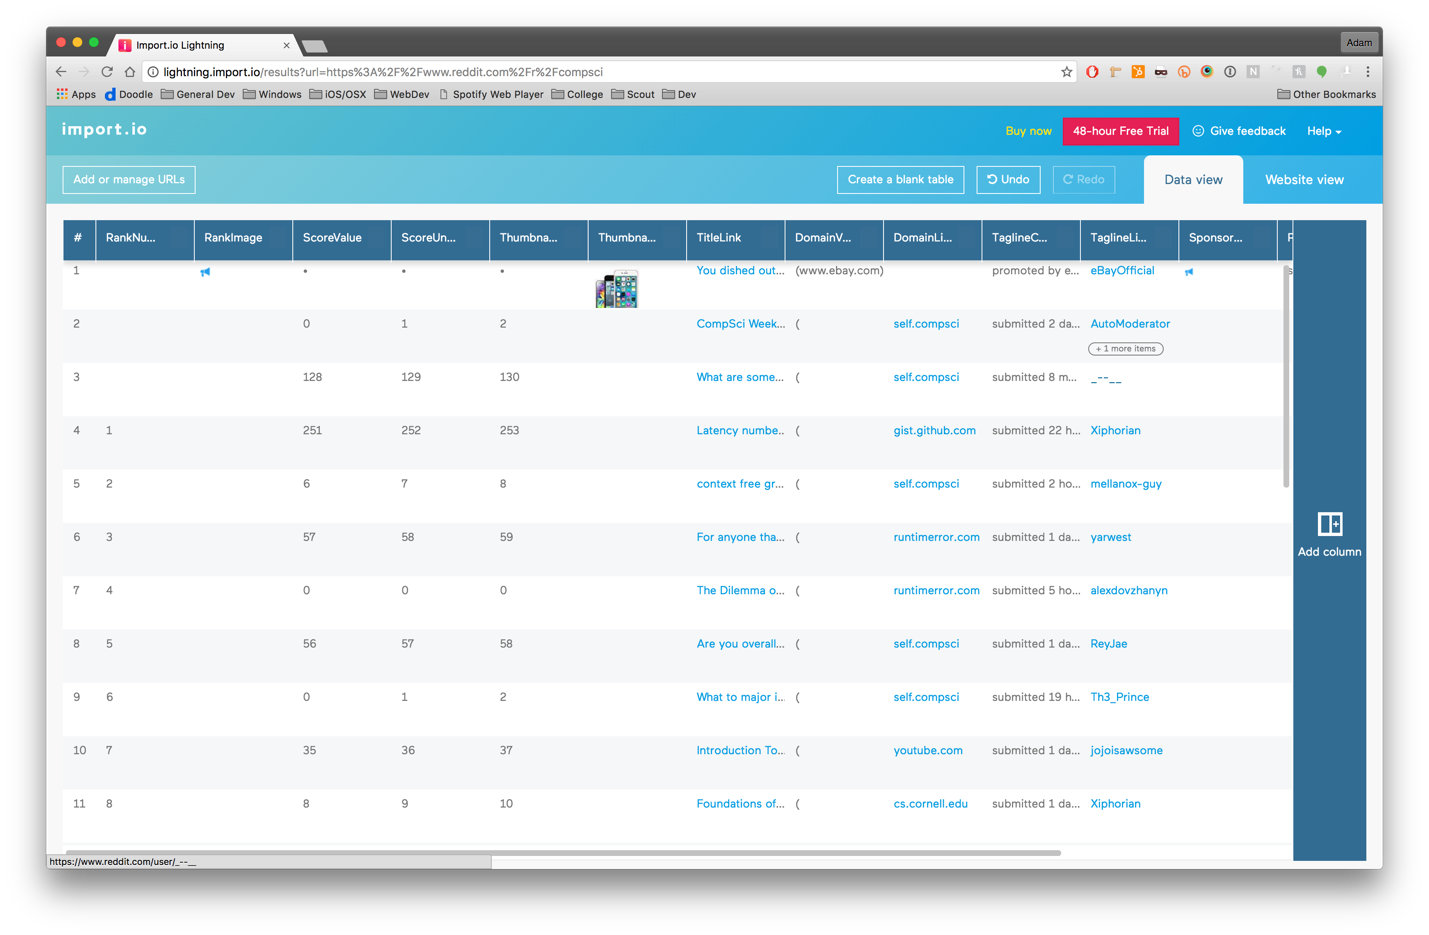 Import.io Lightning
Adam
lightning.import.io/results?url=https%3A%2F%2Fwww.reddit.com%2Fr%2Fcompsci
Apps Doodle General Dev Windows iOS/OSX WebDev Spotify Web Player College Scout Dev Other Bookmarks
import.io
Buy now 48-hour Free Trial Give feedback Help
Add or manage URLs Create a blank table Undo Redo Data view Website view
# RankNu... RankImage ScoreValue ScoreUn... Thumbna... Thumbna... TitleLink DomainV... DomainLi... TaglineC... TaglineLi... Sponsor...
1 • • • You dished out... (www.ebay.com) promoted by e... eBayOfficial
2 0 1 2 CompSci Week... ( self.compsci submitted 2 da... AutoModerator
+ 1 more items
3 128 129 130 What are some... ( self.compsci submitted 8 m... _--__
4 1 251 252 253 Latency numbe.. ( gist.github.com submitted 22 h... Xiphorian
5 2 6 7 8 context free gr... ( self.compsci submitted 2 ho... mellanox-guy
6 3 57 58 59 For anyone tha... ( runtimerror.com submitted 1 da... yarwest
Add column
7 4 0 0 0 The Dilemma o... ( runtimerror.com submitted 5 ho... alexdovzhanyn
8 5 56 57 58 Are you overall... ( self.compsci submitted 1 da... ReyJae
9 6 0 1 2 What to major i... ( self.compsci submitted 19 h... Th3_Prince
10 7 35 36 37 Introduction To... ( youtube.com submitted 1 da... jojoisawsome
11 8 8 9 10 Foundations of... ( cs.cornell.edu submitted 1 da... Xiphorian
https://www.reddit.com/user/_--__